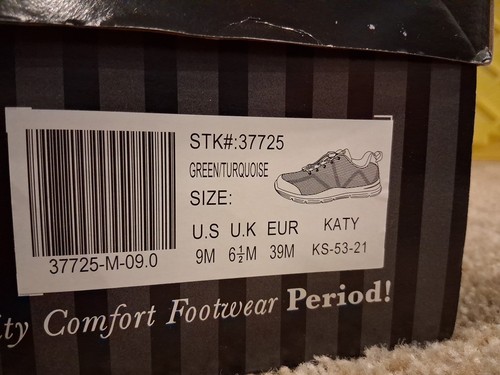 STK#:37725
GREEN/TURQUOISE
SIZE:
U.S U.K EUR KATY
9M 6½M 39M KS-53-21
37725-M-09.0
ty Comfort Footwear Period!